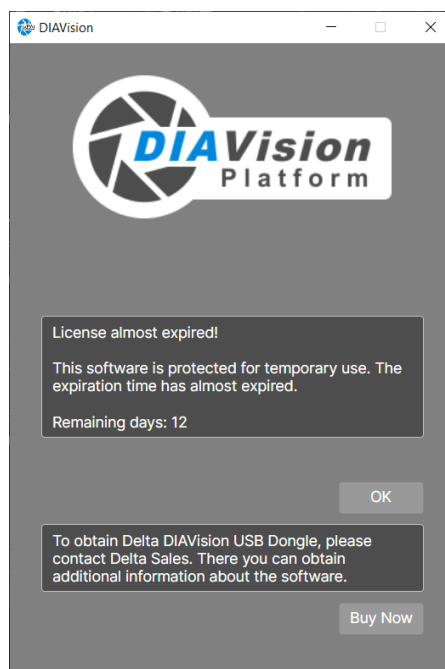 DIAVision
DIAVision
Platform
License almost expired!
This software is protected for temporary use. The
expiration time has almost expired.
Remaining days: 12
OK
To obtain Delta DIAVision USB Dongle, please
contact Delta Sales. There you can obtain
additional information about the software.
Buy Now